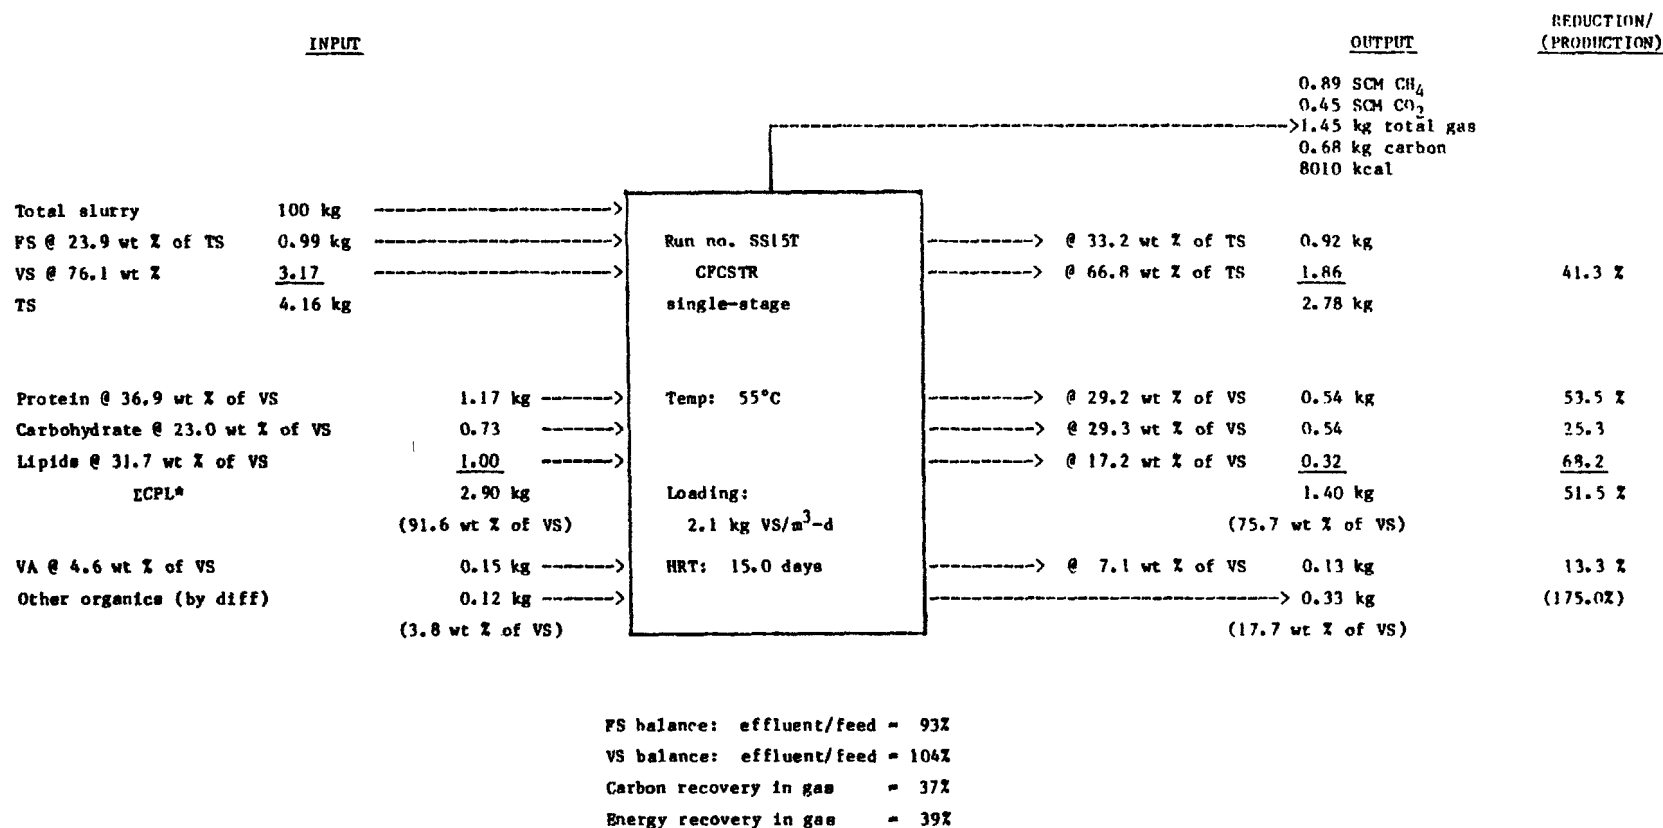 REDUCTION/
INPUT OUTPUT (PRODUCTION)
0.89 SCM CH4
0.45 SCM CO2
1.45 kg total gas
0.68 kg carbon
8010 kcal
Total slurry 100 kg
FS @ 23.9 wt % of TS 0.99 kg Run no. SS15T @ 33.2 wt % of TS 0.92 kg
VS @ 76.1 wt % 3.17 CFCSTR @ 66.8 wt % of TS 1.86 41.3 %
TS 4.16 kg single-stage 2.78 kg
Protein @ 36.9 wt % of VS 1.17 kg Temp: 55°C @ 29.2 wt % of VS 0.54 kg 53.5 %
Carbohydrate @ 23.0 wt % of VS 0.73 @ 29.3 wt % of VS 0.54 25.3
Lipids @ 31.7 wt % of VS 1.00 @ 17.2 wt % of VS 0.32 68.2
ΣCPL* 2.90 kg Loading: 1.40 kg 51.5 %
(91.6 wt % of VS) 2.1 kg VS/m3-d (75.7 wt % of VS)
VA @ 4.6 wt % of VS 0.15 kg HRT: 15.0 days @ 7.1 wt % of VS 0.13 kg 13.3 %
Other organics (by diff) 0.12 kg 0.33 kg (175.0%)
(3.8 wt % of VS) (17.7 wt % of VS)
FS balance: effluent/feed = 93%
VS balance: effluent/feed = 104%
Carbon recovery in gas = 37%
Energy recovery in gas = 39%